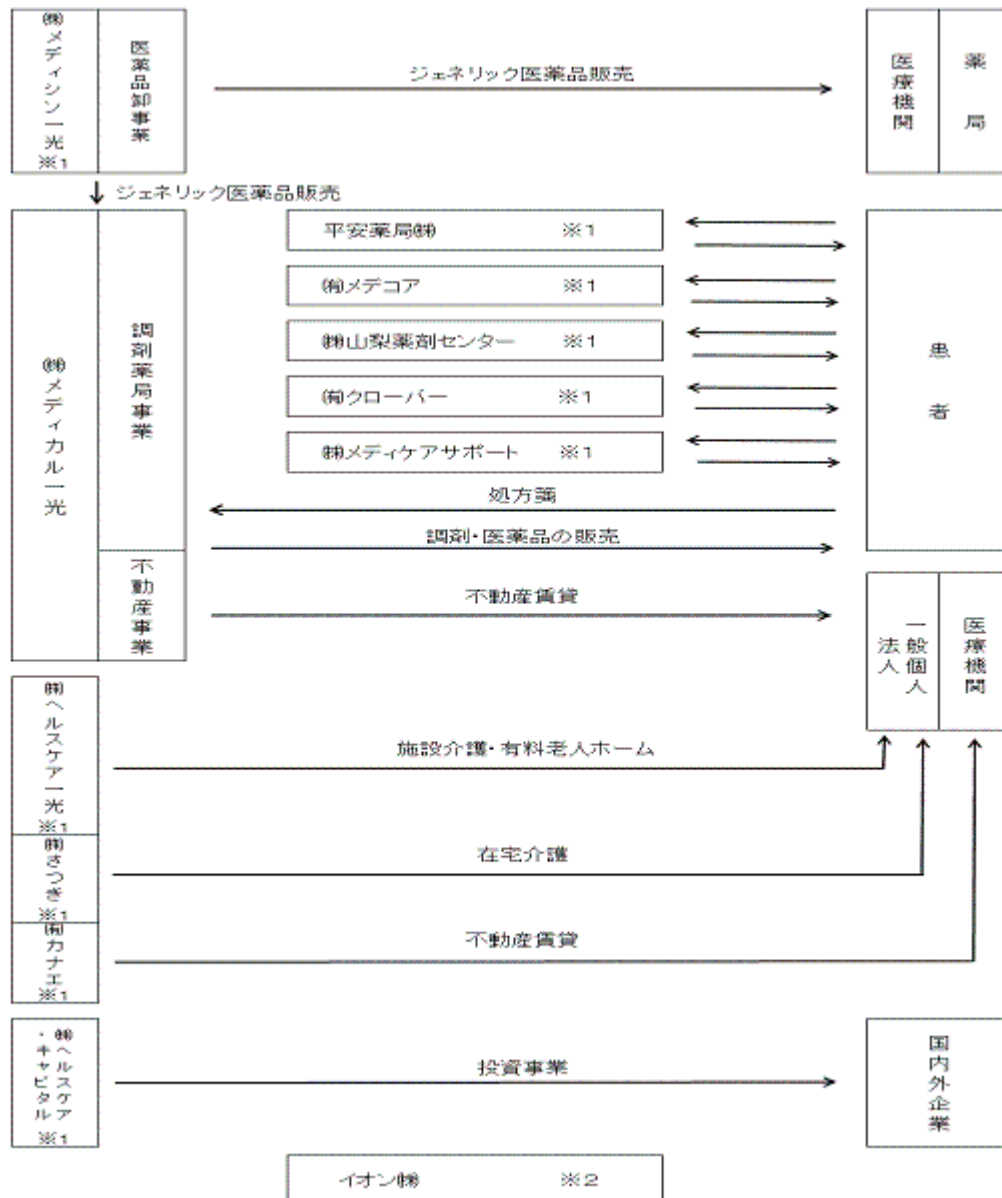 ㈱メディシン一光
※1
医薬品卸事業
ジェネリック医薬品販売
医療機関
薬局
ジェネリック医薬品販売
㈱メディカル一光
調剤薬局事業
平安薬局㈱ ※1
㈲メデコア ※1
㈱山梨薬剤センター ※1
㈲クローバー ※1
㈱メディケアサポート ※1
患者
処方箋
調剤・医薬品の販売
不動産事業
不動産賃貸
一般個人
法人
医療機関
㈱ヘルスケア一光
※1
施設介護・有料老人ホーム
㈱さつき
※1
在宅介護
㈲カナエ
※1
不動産賃貸
㈱ヘルスケア
・キャピタル
※1
投資事業
国内外企業
イオン㈱ ※2